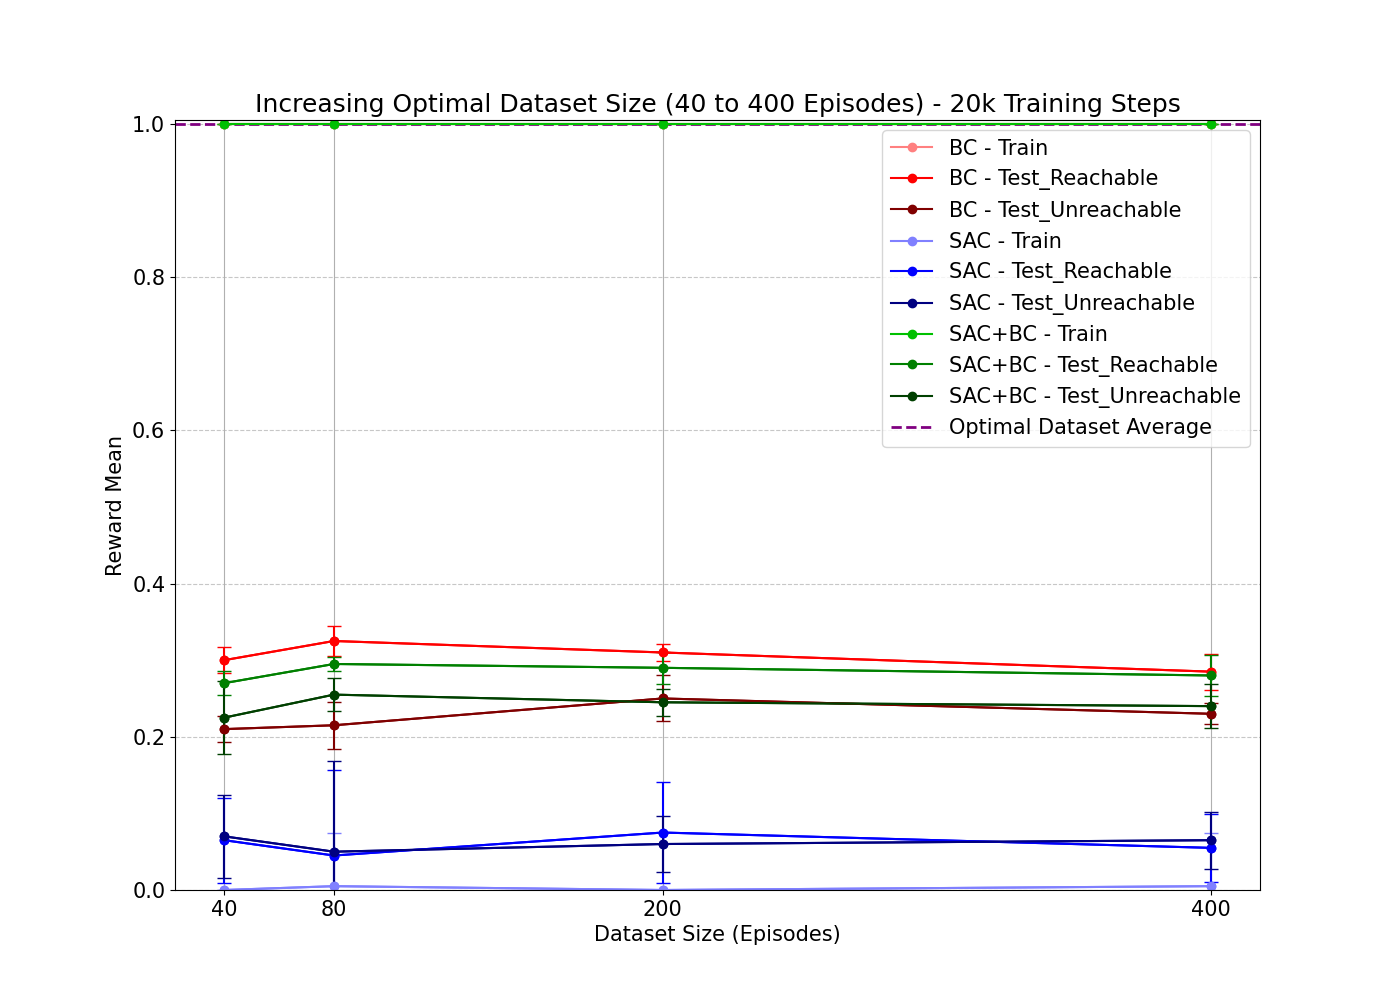 Increasing Optimal Dataset Size (40 to 400 Episodes) - 20k Training Steps
1.0
0.8
0.6
0.4
0.2
0.0
Reward Mean
BC - Train
BC - Test_Reachable
BC - Test_Unreachable
SAC - Train
SAC - Test_Reachable
SAC - Test_Unreachable
SAC+BC - Train
SAC+BC - Test_Reachable
SAC+BC - Test_Unreachable
Optimal Dataset Average
40 80 200 400
Dataset Size (Episodes)